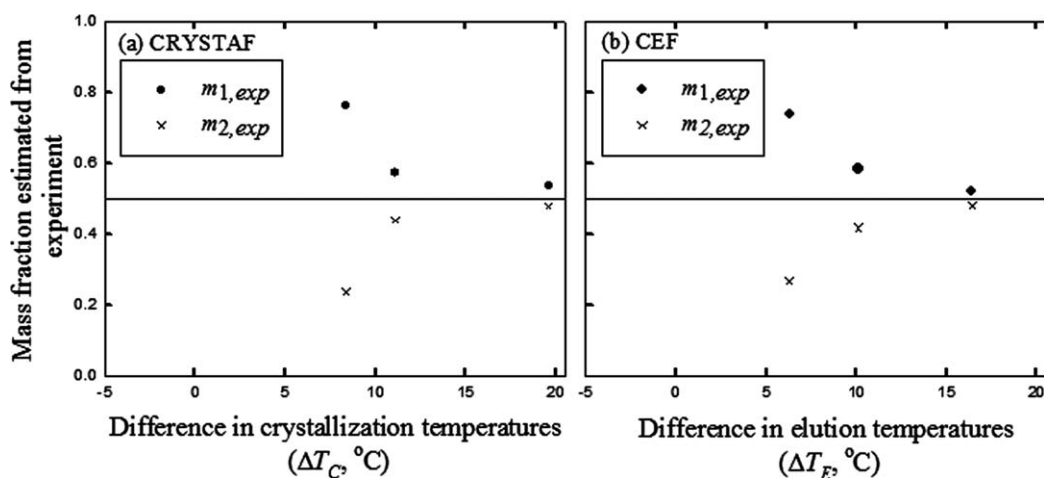 Mass fraction estimated from
experiment
1.0
0.8
0.6
0.4
0.2
0.0
(a) CRYSTAF
m1,exp
m2,exp
-5 0 5 10 15 20
Difference in crystallization temperatures
(ΔTC, °C)
(b) CEF
m1,exp
m2,exp
-5 0 5 10 15 20
Difference in elution temperatures
(ΔTE, °C)